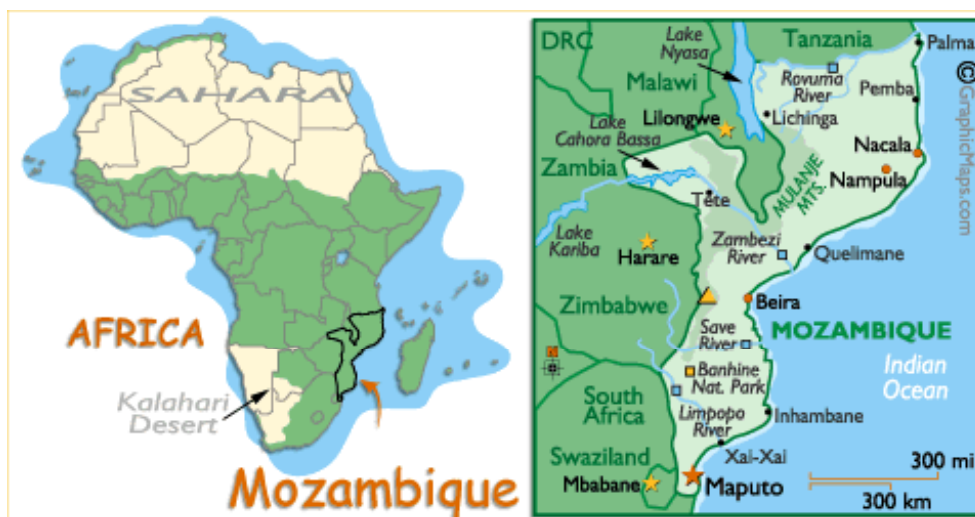 SAHARA
AFRICA
Kalahari
Desert
Mozambique
DRC
Lake
Nyasa
Tanzania
Palma
Malawi
Rovuma
River
Pemba
Lilongwe
Lichinga
Lake
Cahora Bassa
Nacala
Zambia
Nampula
MULANJE
MTS.
Tete
Lake
Kariba
Harare
Zambezi
River
Quelimane
Zimbabwe
Beira
Save
River
MOZAMBIQUE
Indian
Ocean
Banhine
Nat. Park
South
Africa
Limpopo
River
Inhambane
Xai-Xai
Swaziland
Mbabane
Maputo
300 mi
300 km
©GraphicMaps.com